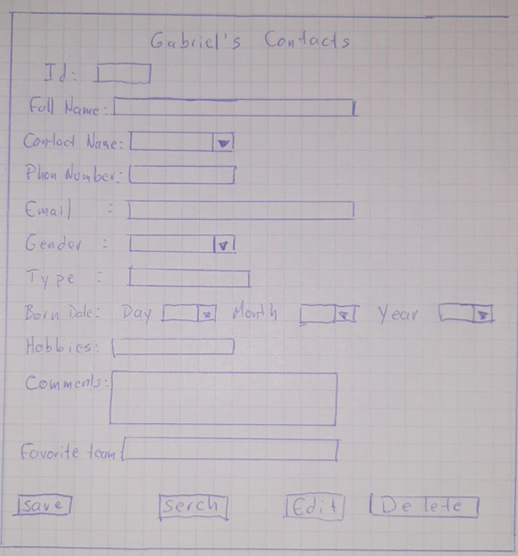 Gabriel's Contacts
Id:
Full Name:
Contact Name:
Phon Number:
Email :
Gender :
Type :
Born Date: Day Month Year
Hobbies:
Comments:
Favorite team
Save Serch Edit Delete